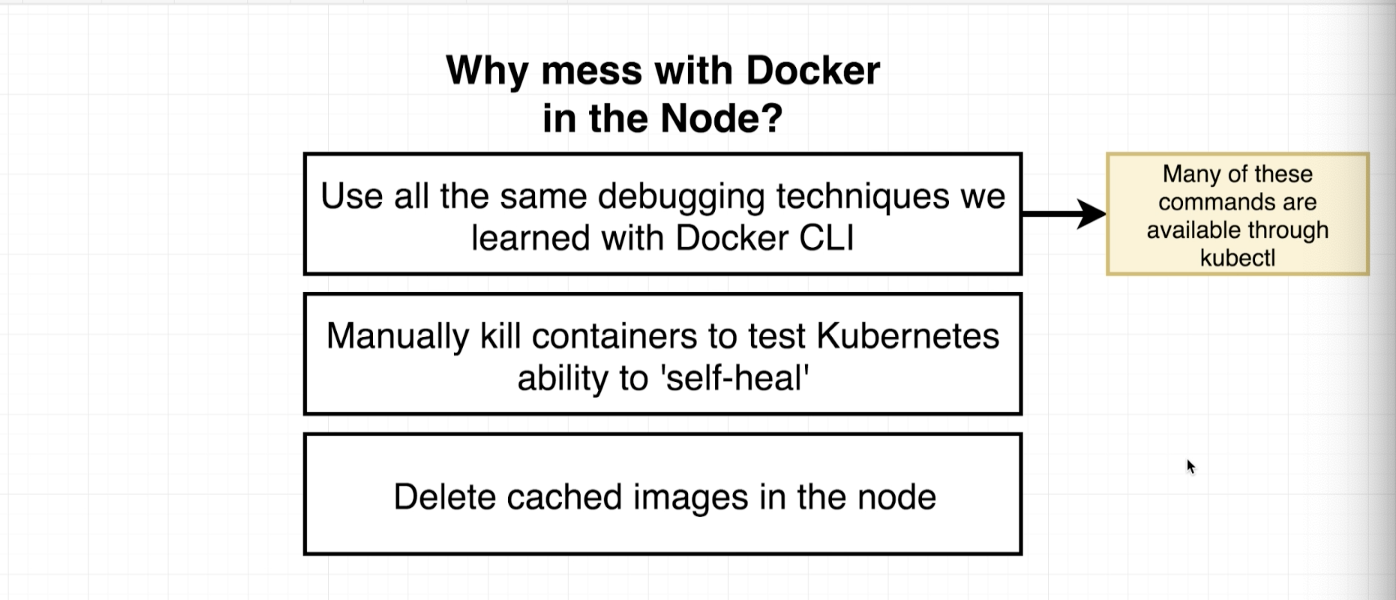 Why mess with Docker
in the Node?
Use all the same debugging techniques we
learned with Docker CLI
Many of these
commands are
available through
kubectl
Manually kill containers to test Kubernetes
ability to 'self-heal'
Delete cached images in the node